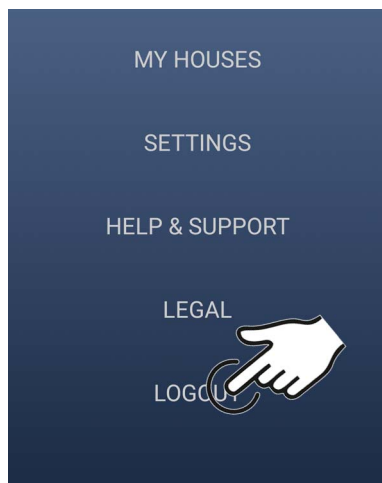 MY HOUSES
SETTINGS
HELP & SUPPORT
LEGAL
LOGOUT